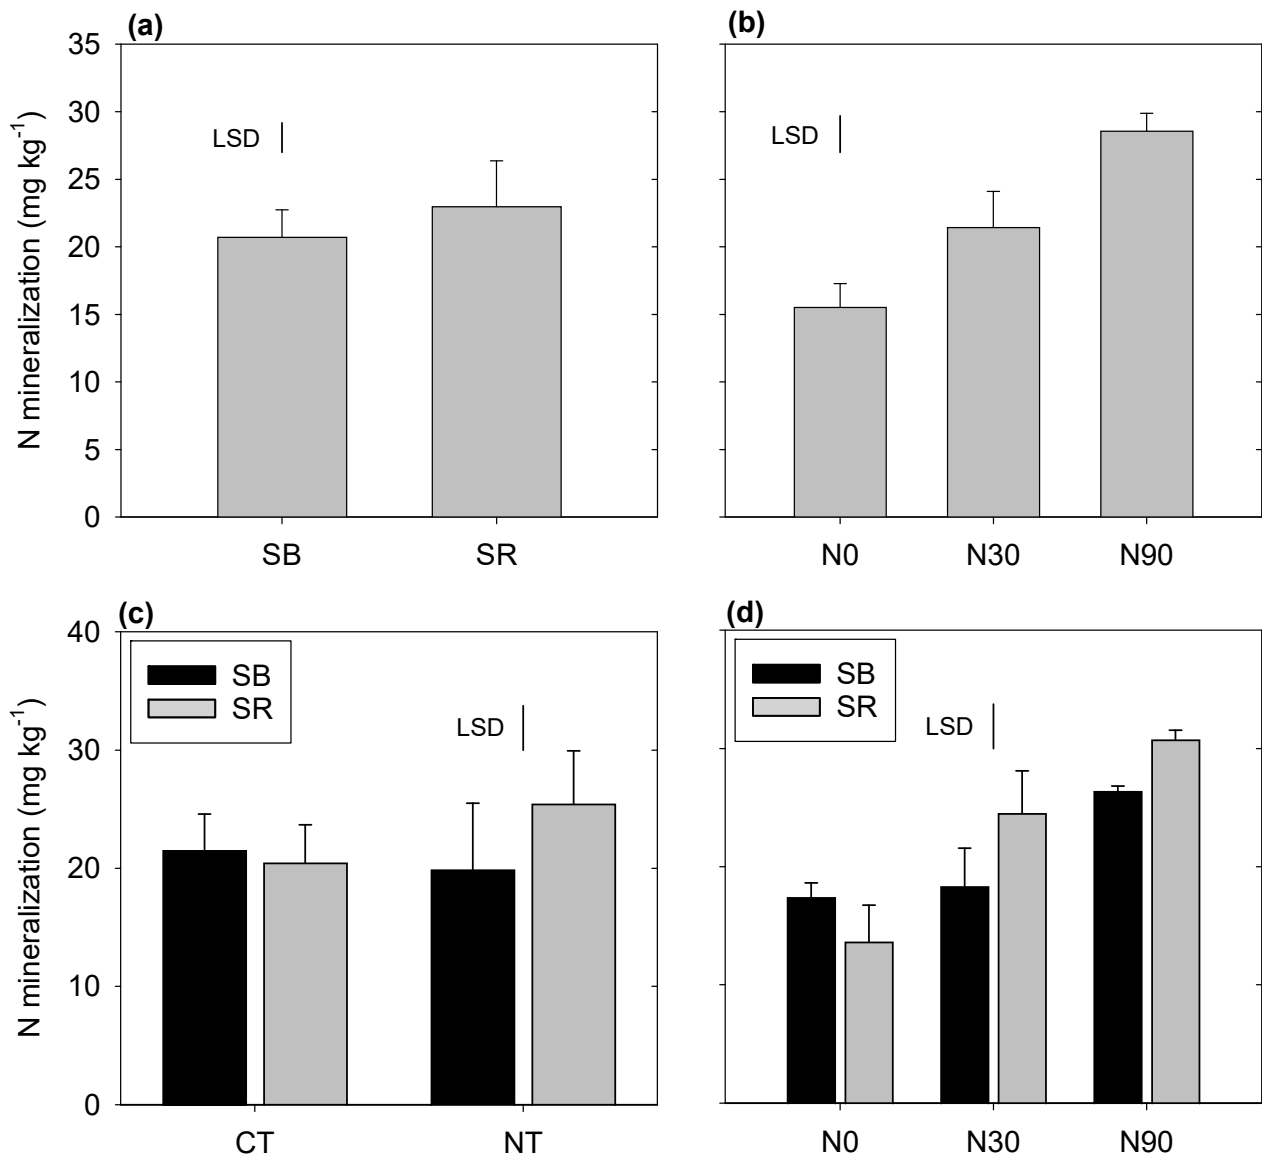 (a)
N mineralization (mg kg⁻¹)
35
30
25
20
15
10
5
0
LSD
SB SR
(b)
LSD
N0 N30 N90
(c)
N mineralization (mg kg⁻¹)
40
30
20
10
0
SB
SR
LSD
CT NT
(d)
SB
SR
LSD
N0 N30 N90